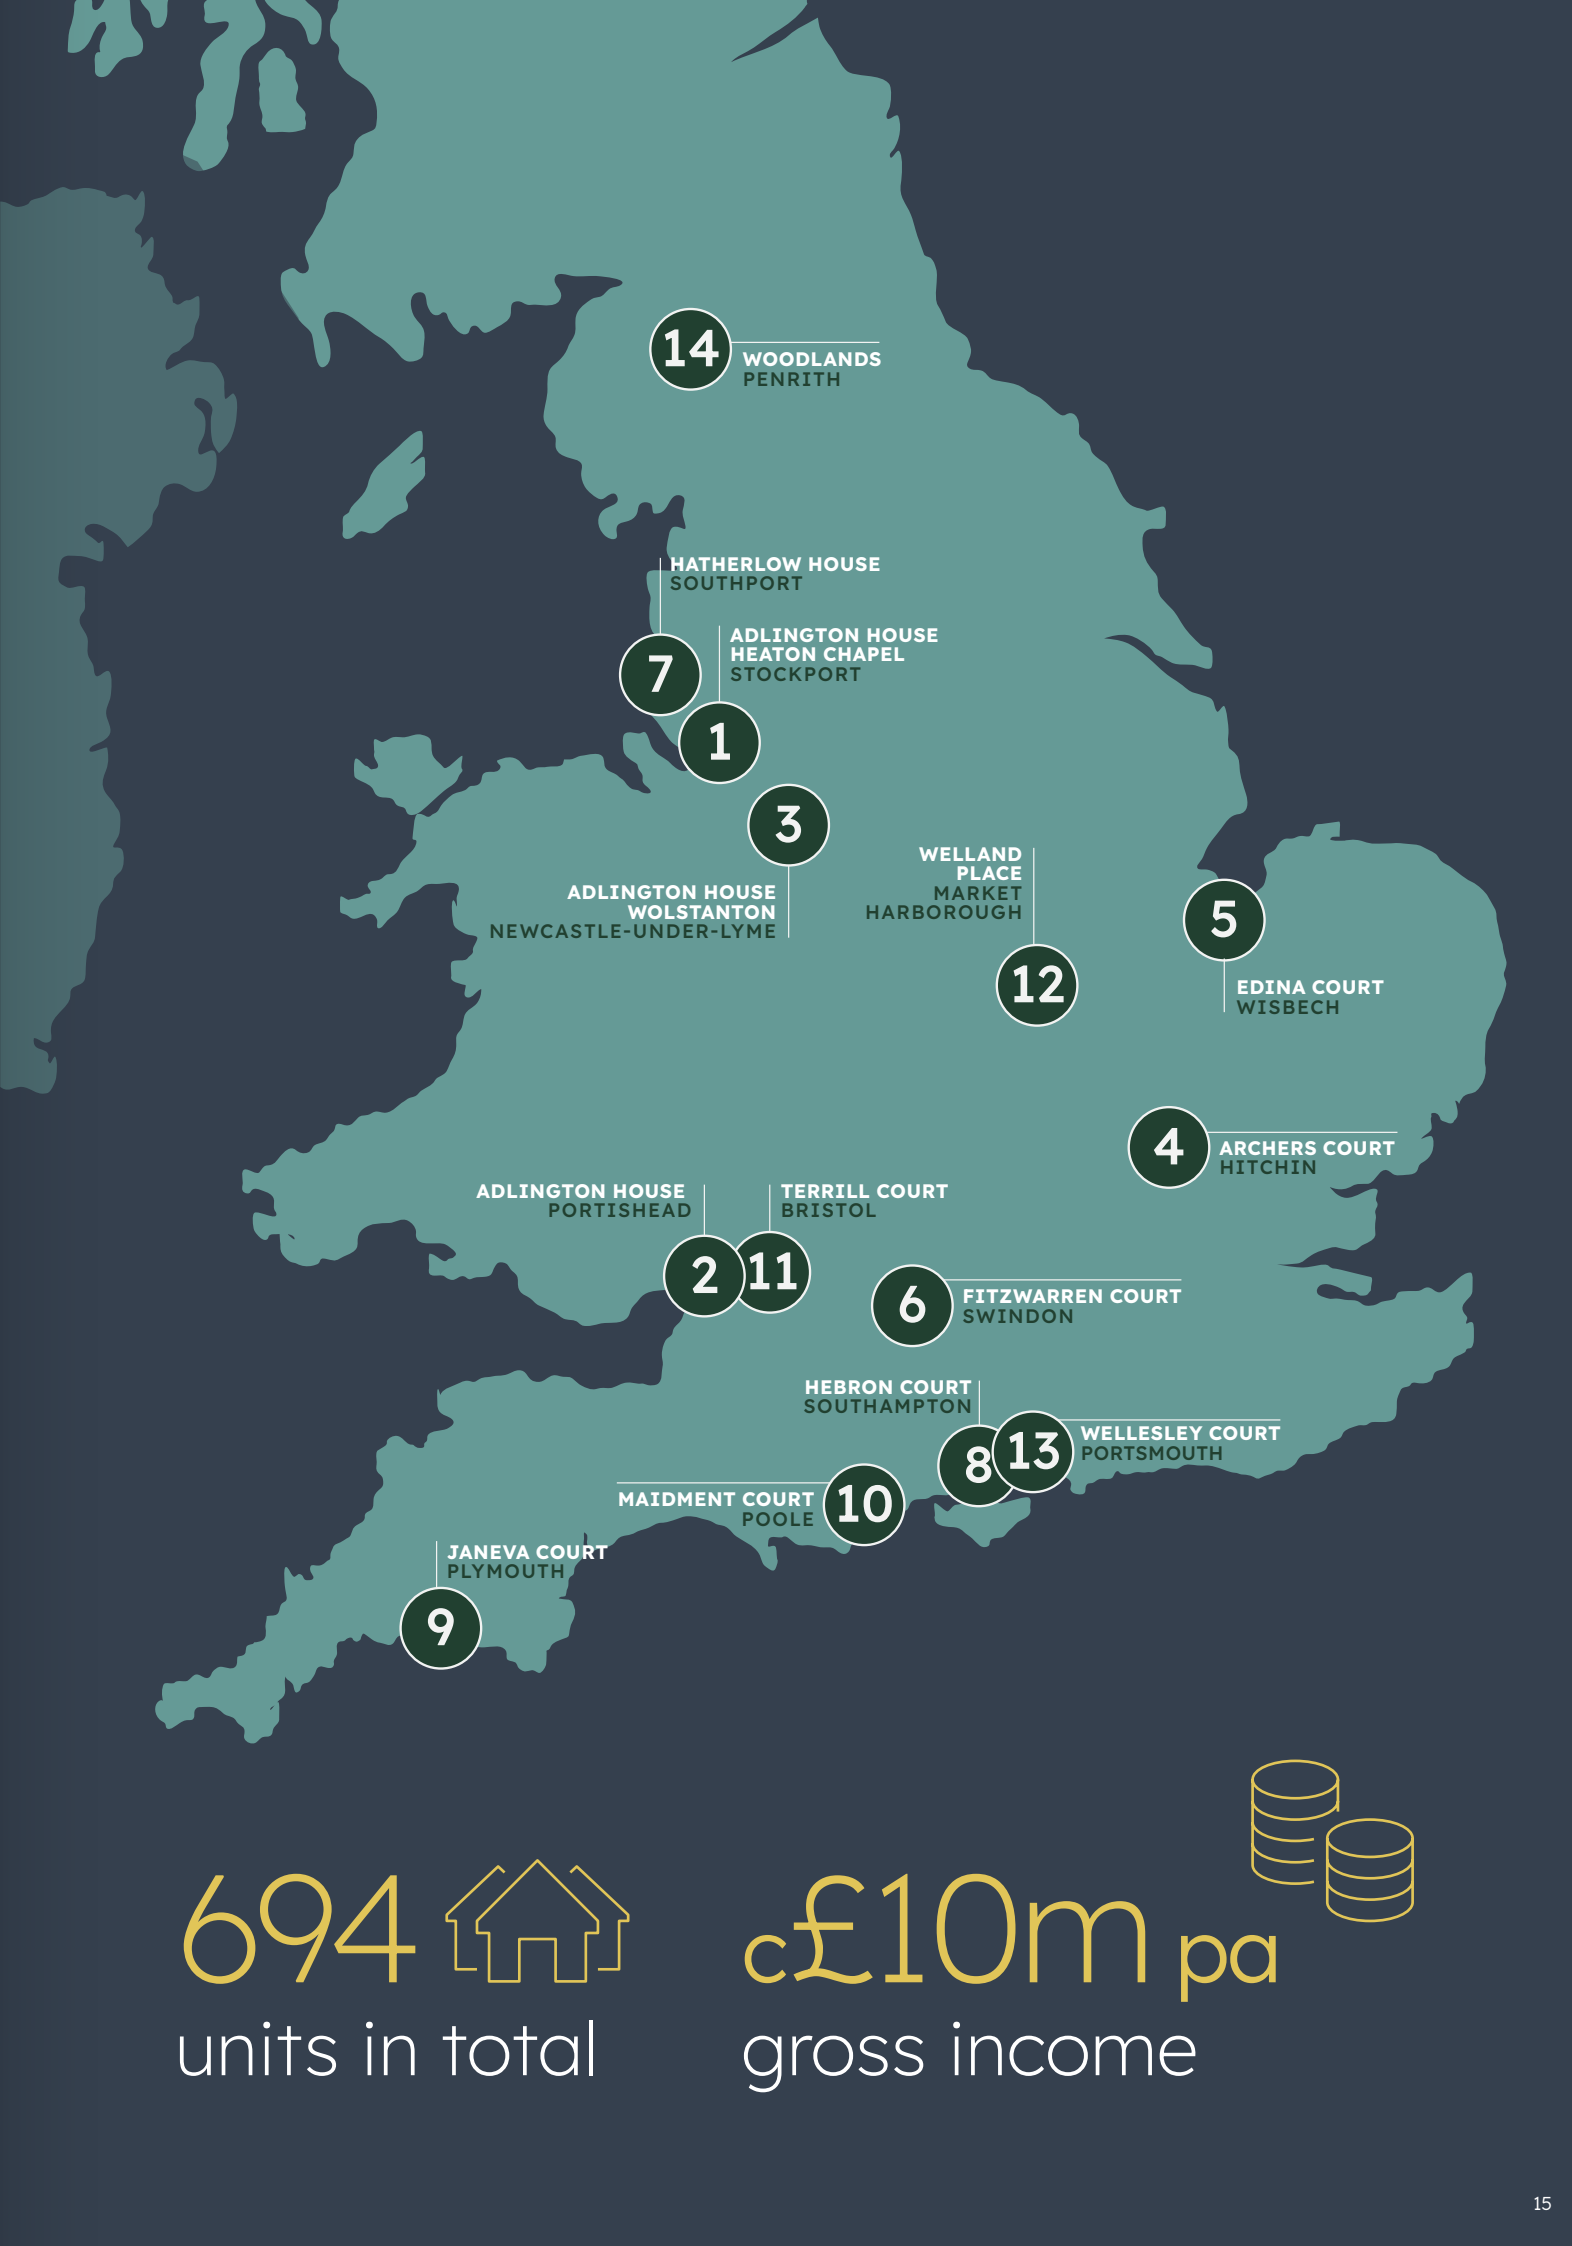 14
WOODLANDS
PENRITH
HATHERLOW HOUSE
SOUTHPORT
7
ADLINGTON HOUSE
HEATON CHAPEL
STOCKPORT
1
3
ADLINGTON HOUSE
WOLSTANTON
NEWCASTLE-UNDER-LYME
WELLAND
PLACE
MARKET
HARBOROUGH
12
5
EDINA COURT
WISBECH
4
ARCHERS COURT
HITCHIN
ADLINGTON HOUSE
PORTISHEAD
2
TERRILL COURT
BRISTOL
11
6
FITZWARREN COURT
SWINDON
HEBRON COURT
SOUTHAMPTON
8
13
WELLESLEY COURT
PORTSMOUTH
MAIDMENT COURT
POOLE
10
JANEVA COURT
PLYMOUTH
9
694
units in total
c£10m pa
gross income
15